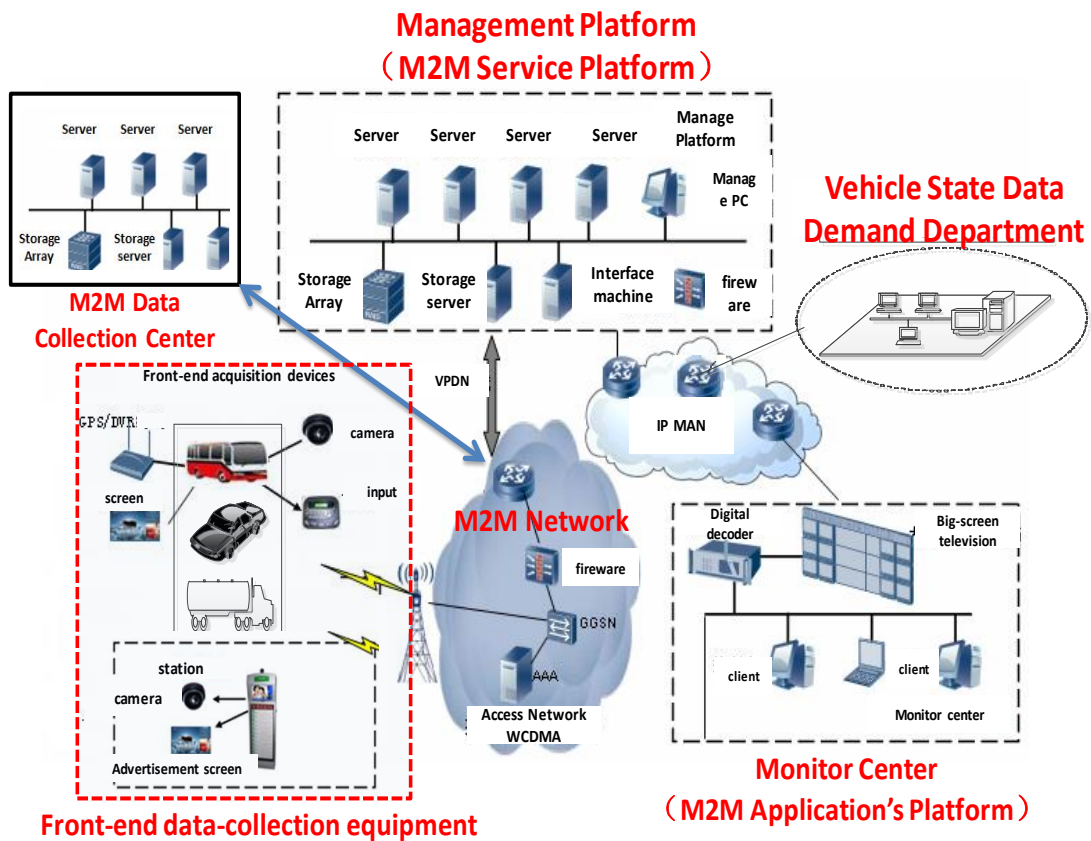 Management Platform
（M2M Service Platform）
Server Server Server
Storage
Array
Storage
server
M2M Data
Collection Center
Server Server Server Server
Manage
Platform
Manag
e PC
Storage
Array
Storage
server
Interface
machine
firew
are
Vehicle State Data
Demand Department
VPDN
IP MAN
Front-end acquisition devices
GPS/DVR
camera
screen
input
station
camera
Advertisement screen
Front-end data-collection equipment
M2M Network
fireware
GGSN
AAA
Access Network
WCDMA
Digital
decoder
Big-screen
television
client
client
Monitor center
Monitor Center
（M2M Application’s Platform）